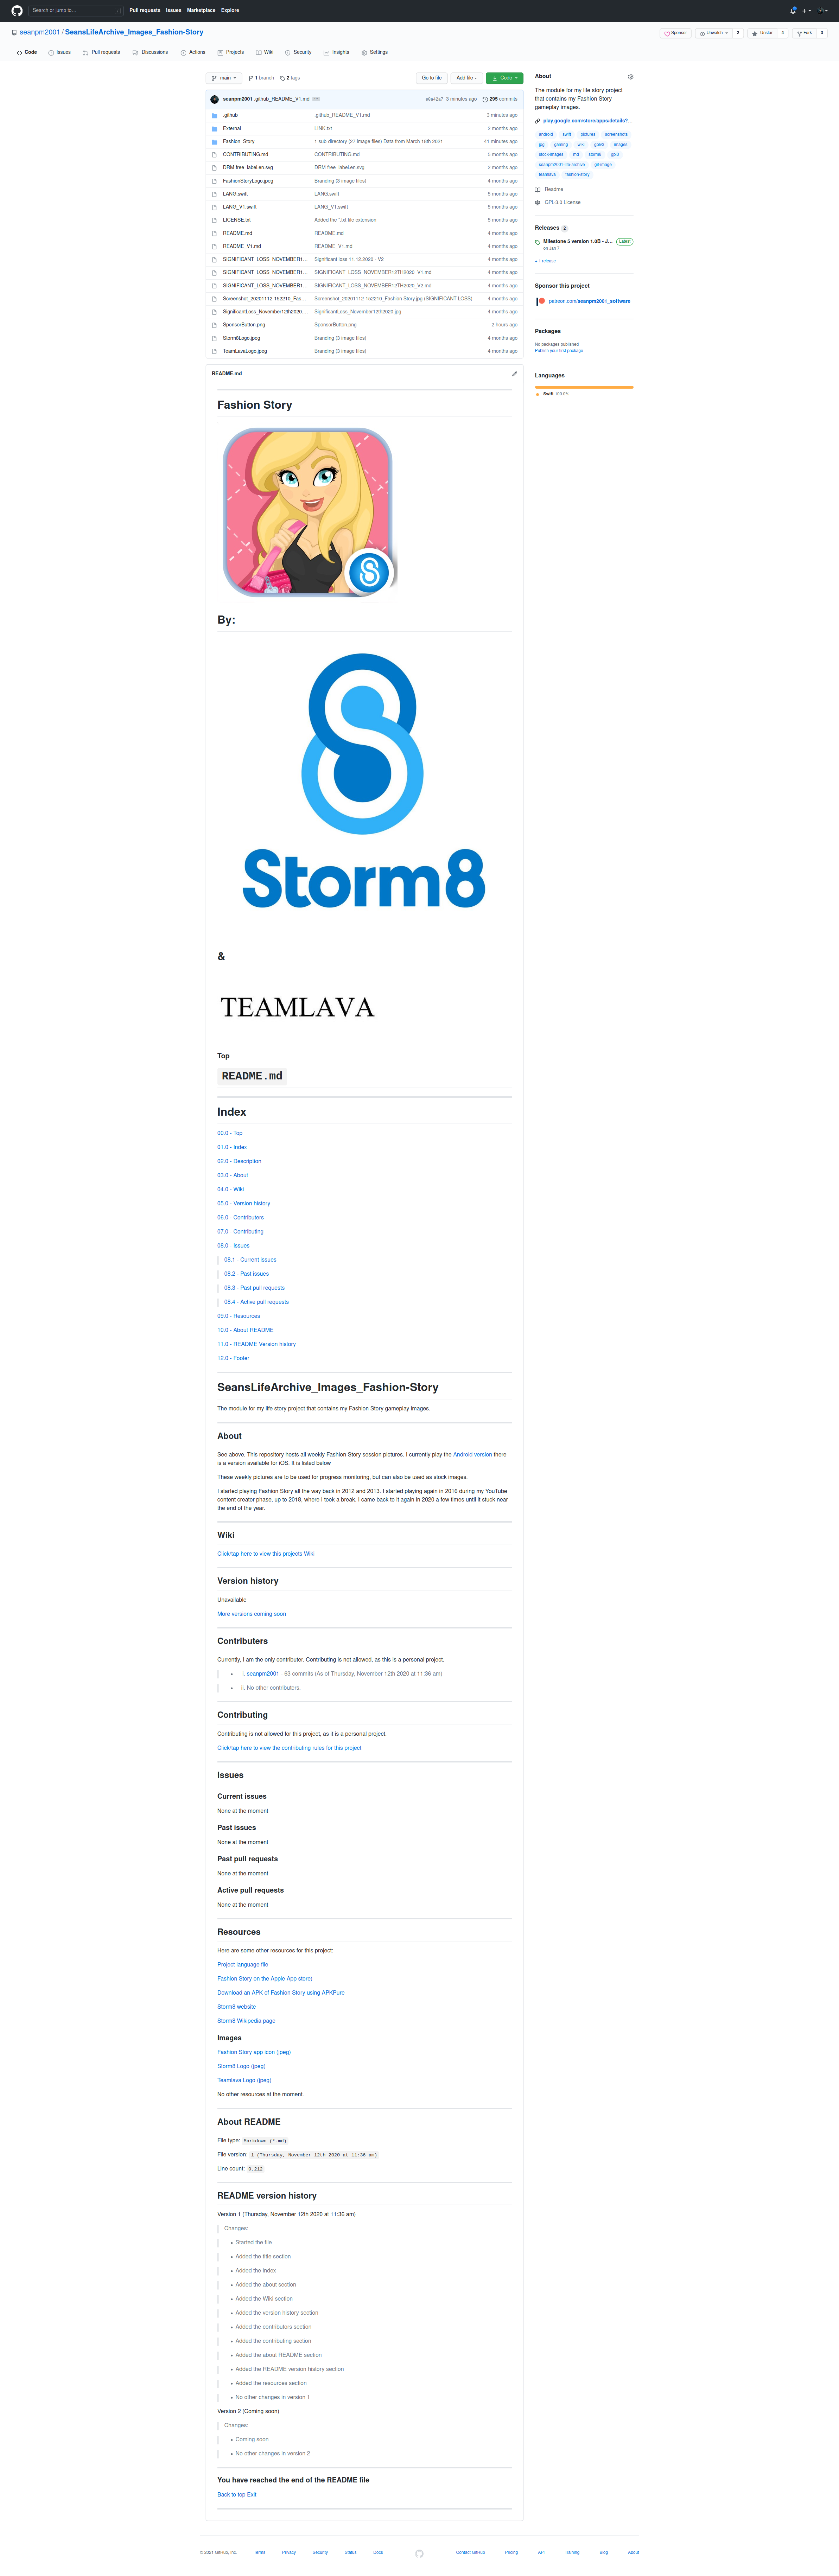 Search or jump to... /
Pull requests Issues Marketplace Explore
seanpm2001 / SeansLifeArchive_Images_Fashion-Story
Sponsor Unwatch 2 Unstar 4 Fork 3
Code Issues Pull requests Discussions Actions Projects Wiki Security Insights Settings
main 1 branch 2 tags Go to file Add file Code
seanpm2001 .github_README_V1.md 3 minutes ago 295 commits
.github .github_README_V1.md 3 minutes ago
External LINK.txt 2 months ago
Fashion_Story 1 sub directory (27 image files) Data from March 18th 2021 41 minutes ago
CONTRIBUTING.md CONTRIBUTING.md 5 months ago
DRM-free_label.en.svg DRM-free_label.en.svg 5 months ago
FashionStoryLogo.jpeg Branding (3 image files) 4 months ago
LANG.swift LANG.swift 5 months ago
LANG_V1.swift LANG_V1.swift 5 months ago
LICENSE.txt Added the *.txt file extension 5 months ago
README.md README.md 4 months ago
README_V1.md README_V1.md 4 months ago
SIGNIFICANT_LOSS_NOVEMBER1... Significant loss 11.12.2020 - V2 4 months ago
SIGNIFICANT_LOSS_NOVEMBER1... SIGNIFICANT_LOSS_NOVEMBER12TH2020_V1.md 4 months ago
SIGNIFICANT_LOSS_NOVEMBER1... SIGNIFICANT_LOSS_NOVEMBER12TH2020_V2.md 4 months ago
Screenshot_20201112-152210_Fas... Screenshot_20201112-152210_Fashion Story.jpg (SIGNIFICANT LOSS) 4 months ago
SignificantLoss_November12th2020.... SignificantLoss_November12th2020.jpg 4 months ago
SponsorButton.png SponsorButton.png 2 hours ago
Storm8Logo.jpeg Branding (3 image files) 4 months ago
TeamLavaLogo.jpeg Branding (3 image files) 4 months ago
About
The module for my life story project
that contains my Fashion Story
gameplay images.
play.google.com/store/apps/details?...
android swift pictures screenshots
jpg gaming wiki gplv3 images
stock-images md storm8 gpl3
seanpm2001-life-archive git-image
teamlava fashion-story
Readme
GPL-3.0 License
Releases 2
Milestone 5 version 1.0B - J... Latest
on Jan 7
+ 1 release
Sponsor this project
patreon.com/seanpm2001_software
Packages
No packages published
Publish your first package
Languages
Swift 100.0%
README.md
Fashion Story
By:
Storm8
&
TEAMLAVA
Top
README.md
Index
00.0 - Top
01.0 - Index
02.0 - Description
03.0 - About
04.0 - Wiki
05.0 - Version history
06.0 - Contributers
07.0 - Contributing
08.0 - Issues
08.1 - Current issues
08.2 - Past issues
08.3 - Past pull requests
08.4 - Active pull requests
09.0 - Resources
10.0 - About README
11.0 - README Version history
12.0 - Footer
SeansLifeArchive_Images_Fashion-Story
The module for my life story project that contains my Fashion Story gameplay images.
About
See above. This repository hosts all weekly Fashion Story session pictures. I currently play the Android version there
is a version available for iOS. It is listed below
These weekly pictures are to be used for progress monitoring, but can also be used as stock images.
I started playing Fashion Story all the way back in 2012 and 2013. I started playing again in 2016 during my YouTube
content creator phase, up to 2018, where I took a break. I came back to it again in 2020 a few times until it stuck near
the end of the year.
Wiki
Click/tap here to view this projects Wiki
Version history
Unavailable
More versions coming soon
Contributers
Currently, I am the only contributer. Contributing is not allowed, as this is a personal project.
i. seanpm2001 - 63 commits (As of Thursday, November 12th 2020 at 11:36 am)
ii. No other contributers.
Contributing
Contributing is not allowed for this project, as it is a personal project.
Click/tap here to view the contributing rules for this project
Issues
Current issues
None at the moment
Past issues
None at the moment
Past pull requests
None at the moment
Active pull requests
None at the moment
Resources
Here are some other resources for this project:
Project language file
Fashion Story on the Apple App store)
Download an APK of Fashion Story using APKPure
Storm8 website
Storm8 Wikipedia page
Images
Fashion Story app icon (jpeg)
Storm8 Logo (jpeg)
Teamlava Logo (jpeg)
No other resources at the moment.
About README
File type: Markdown (*.md)
File version: 1 (Thursday, November 12th 2020 at 11:36 am)
Line count: 0,212
README version history
Version 1 (Thursday, November 12th 2020 at 11:36 am)
Changes:
• Started the file
• Added the title section
• Added the index
• Added the about section
• Added the Wiki section
• Added the version history section
• Added the contributors section
• Added the contributing section
• Added the about README section
• Added the README version history section
• Added the resources section
• No other changes in version 1
Version 2 (Coming soon)
Changes:
• Coming soon
• No other changes in version 2
You have reached the end of the README file
Back to top Exit
© 2021 GitHub, Inc. Terms Privacy Security Status Docs Contact GitHub Pricing API Training Blog About